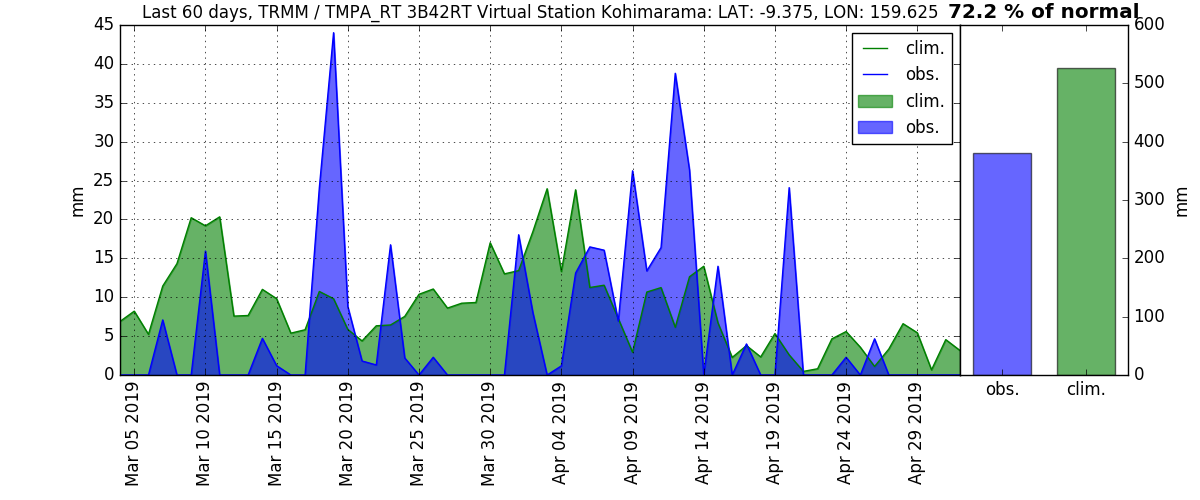 Last 60 days, TRMM / TMPA_RT 3B42RT Virtual Station Kohimarama: LAT: -9.375, LON: 159.625 72.2 % of normal
45
40
35
30
25
20
15
10
5
0
mm
clim.
obs.
clim.
obs.
Mar 05 2019
Mar 10 2019
Mar 15 2019
Mar 20 2019
Mar 25 2019
Mar 30 2019
Apr 04 2019
Apr 09 2019
Apr 14 2019
Apr 19 2019
Apr 24 2019
Apr 29 2019
600
500
400
300
200
100
0
mm
obs. clim.